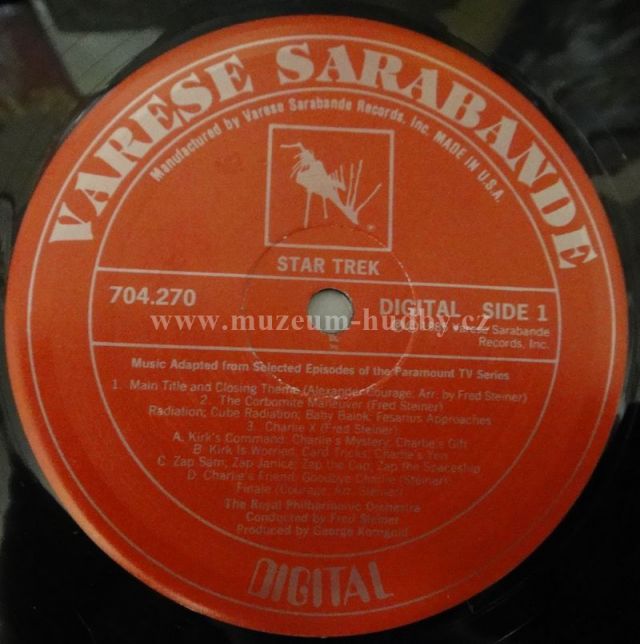 VARESE SARABANDE
Manufactured by Varese Sarabande Records, Inc. MADE IN U.S.A.
®
STAR TREK
704.270
DIGITAL SIDE 1
www.muzeum-hudby.cz
Varese Sarabande
Records, Inc.
Music Adapted from Selected Episodes of the Paramount TV Series
1. Main Title and Closing Theme (Alexander Courage; Arr. by Fred Steiner)
2. The Corbomite Maneuver (Fred Steiner)
Radiation; Cube Radiation; Baby Balok; Fesarius Approaches
3. Charlie X (Fred Steiner)
A. Kirk's Command; Charlie's Mystery; Charlie's Gift
B. Kirk Is Worried; Card Tricks; Charlie's Yen
C. Zap Sam; Zap Janice; Zap the Cap; Zap the Spaceship
D. Charlie's Friend; Goodbye Charlie (Steiner)
Finale (Courage, Arr. Steiner)
The Royal Philharmonic Orchestra
Conducted by Fred Steiner
Produced by George Korngold
DIGITAL